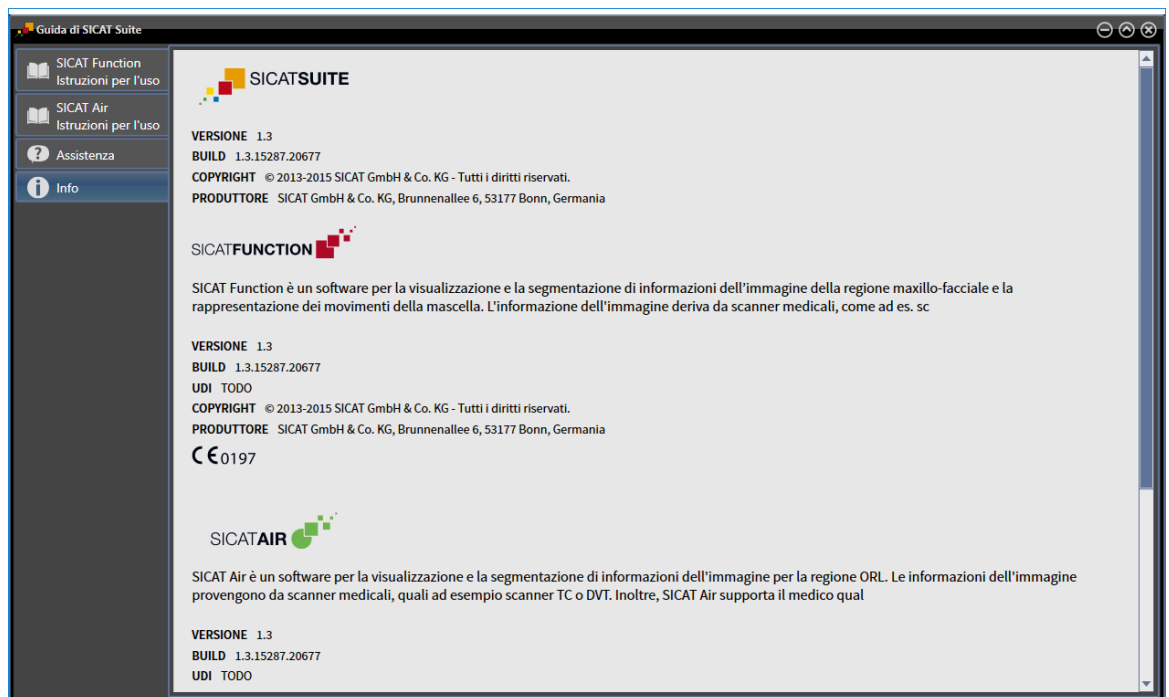 Guida di SICAT Suite
SICAT Function
Istruzioni per l'uso
SICAT Air
Istruzioni per l'uso
Assistenza
Info
SICATSUITE
VERSIONE 1.3
BUILD 1.3.15287.20677
COPYRIGHT © 2013-2015 SICAT GmbH & Co. KG - Tutti i diritti riservati.
PRODUTTORE SICAT GmbH & Co. KG, Brunnenallee 6, 53177 Bonn, Germania
SICATFUNCTION
SICAT Function è un software per la visualizzazione e la segmentazione di informazioni dell'immagine della regione maxillo-facciale e la
rappresentazione dei movimenti della mascella. L'informazione dell'immagine deriva da scanner medicali, come ad es. sc
VERSIONE 1.3
BUILD 1.3.15287.20677
UDI TODO
COPYRIGHT © 2013-2015 SICAT GmbH & Co. KG - Tutti i diritti riservati.
PRODUTTORE SICAT GmbH & Co. KG, Brunnenallee 6, 53177 Bonn, Germania
CE0197
SICATAIR
SICAT Air è un software per la visualizzazione e la segmentazione di informazioni dell'immagine per la regione ORL. Le informazioni dell'immagine
provengono da scanner medicali, quali ad esempio scanner TC o DVT. Inoltre, SICAT Air supporta il medico qual
VERSIONE 1.3
BUILD 1.3.15287.20677
UDI TODO